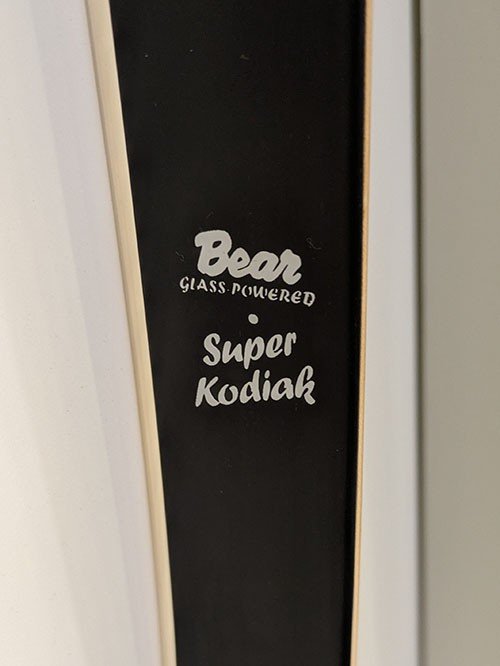 Bear
GLASS·POWERED
•
Super
Kodiak